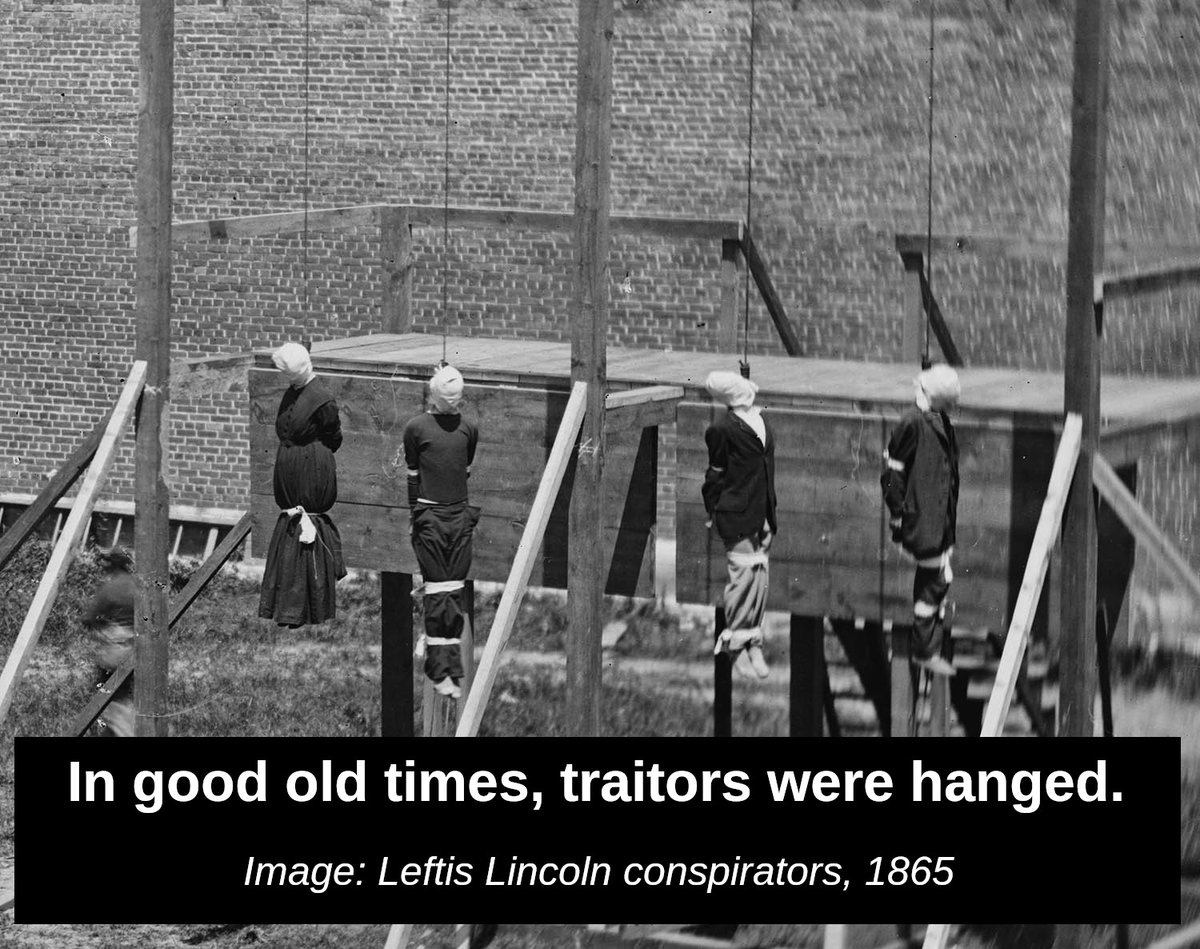 In good old times, traitors were hanged.
Image: Leftis Lincoln conspirators, 1865